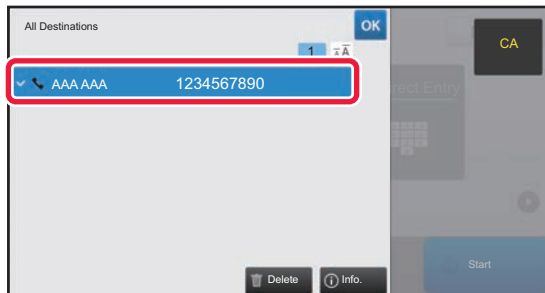 All Destinations
OK
CA
1
AAA AAA 1234567890
Direct Entry
Delete
Info.
Start